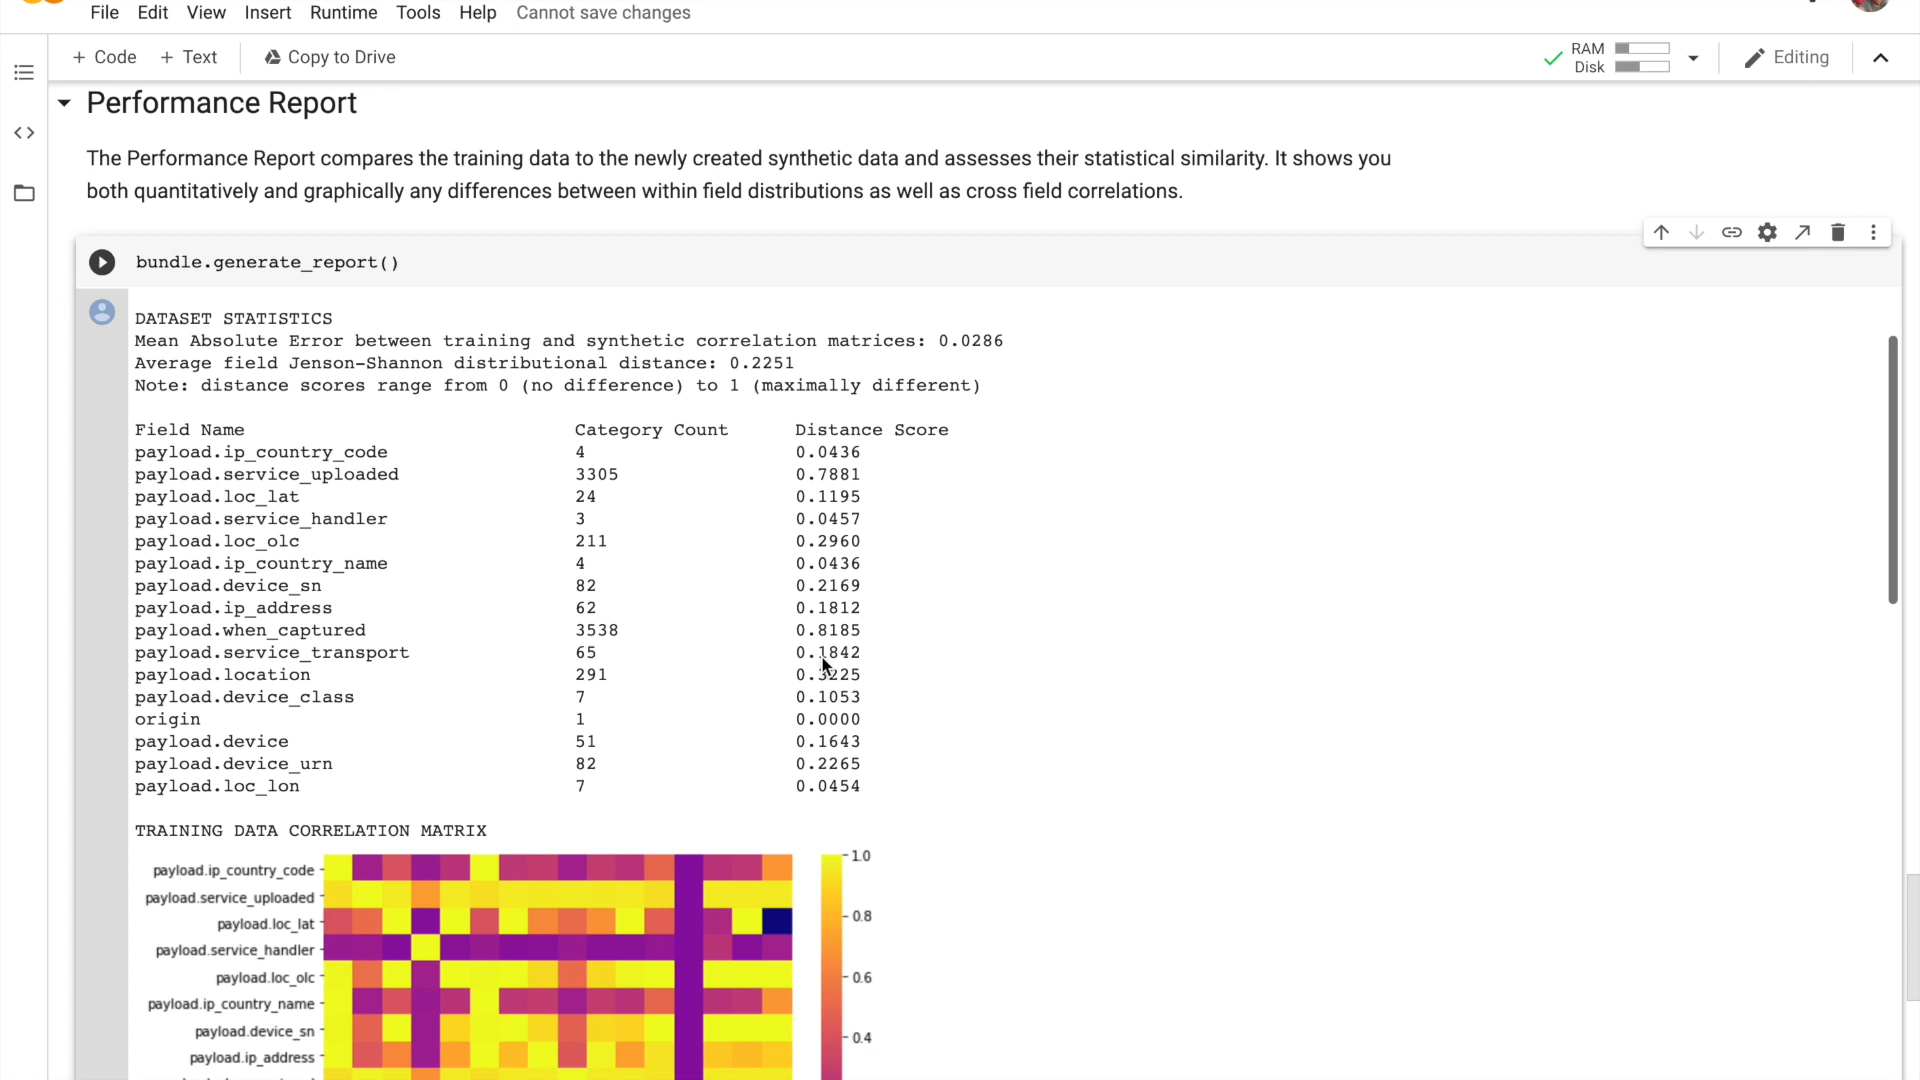 File Edit View Insert Runtime Tools Help Cannot save changes
+ Code + Text Copy to Drive RAM Disk Editing
Performance Report
The Performance Report compares the training data to the newly created synthetic data and assesses their statistical similarity. It shows you
both quantitatively and graphically any differences between within field distributions as well as cross field correlations.
bundle.generate_report()
DATASET STATISTICS
Mean Absolute Error between training and synthetic correlation matrices: 0.0286
Average field Jenson-Shannon distributional distance: 0.2251
Note: distance scores range from 0 (no difference) to 1 (maximally different)
Field Name Category Count Distance Score
payload.ip_country_code 4 0.0436
payload.service_uploaded 3305 0.7881
payload.loc_lat 24 0.1195
payload.service_handler 3 0.0457
payload.loc_olc 211 0.2960
payload.ip_country_name 4 0.0436
payload.device_sn 82 0.2169
payload.ip_address 62 0.1812
payload.when_captured 3538 0.8185
payload.service_transport 65 0.1842
payload.location 291 0.3225
payload.device_class 7 0.1053
origin 1 0.0000
payload.device 51 0.1643
payload.device_urn 82 0.2265
payload.loc_lon 7 0.0454
TRAINING DATA CORRELATION MATRIX
payload.ip_country_code 1.0
payload.service_uploaded
payload.loc_lat 0.8
payload.service_handler
payload.loc_olc 0.6
payload.ip_country_name
payload.device_sn 0.4
payload.ip_address